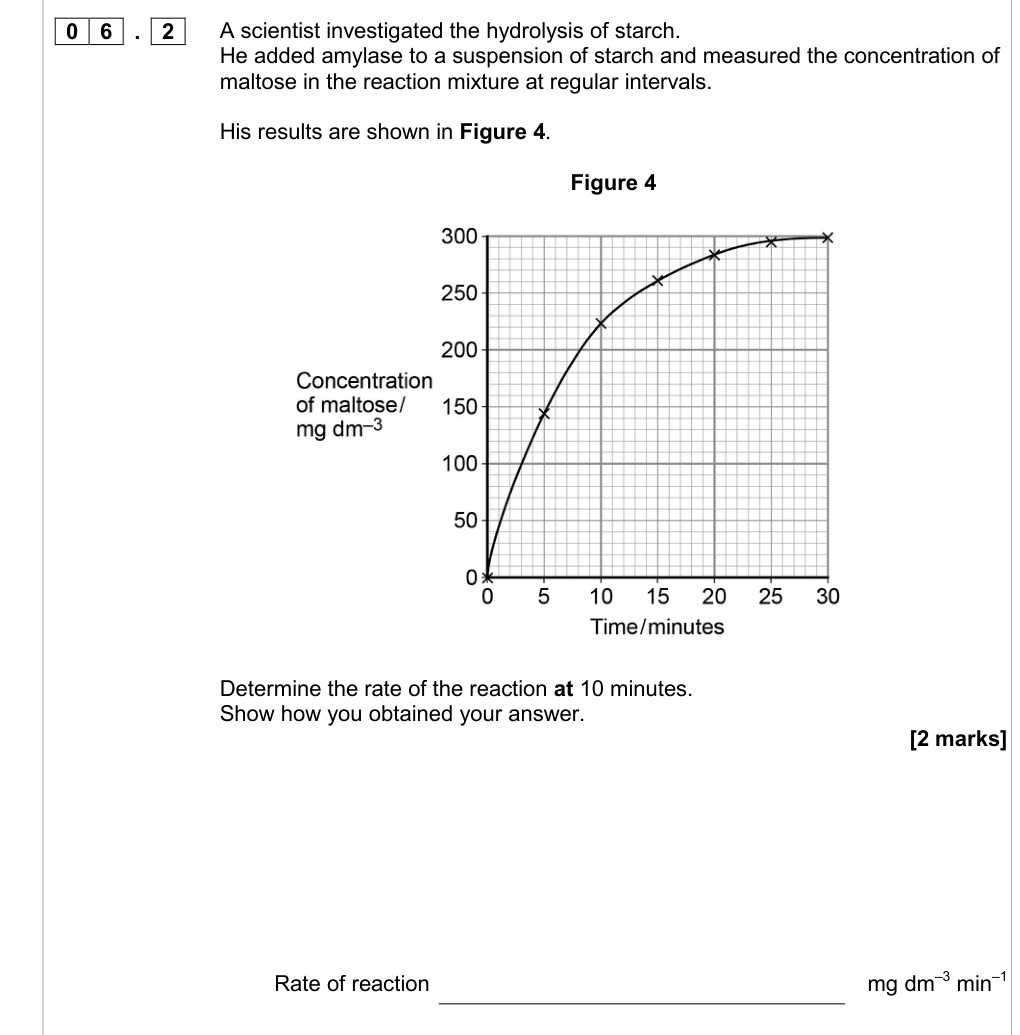 0 6 . 2 A scientist investigated the hydrolysis of starch.
He added amylase to a suspension of starch and measured the concentration of
maltose in the reaction mixture at regular intervals.
His results are shown in Figure 4.
Figure 4
300
250
200
150
100
50
0
Concentration
of maltose/
mg dm⁻³
0 5 10 15 20 25 30
Time/minutes
Determine the rate of the reaction at 10 minutes.
Show how you obtained your answer.
[2 marks]
Rate of reaction mg dm⁻³ min⁻¹